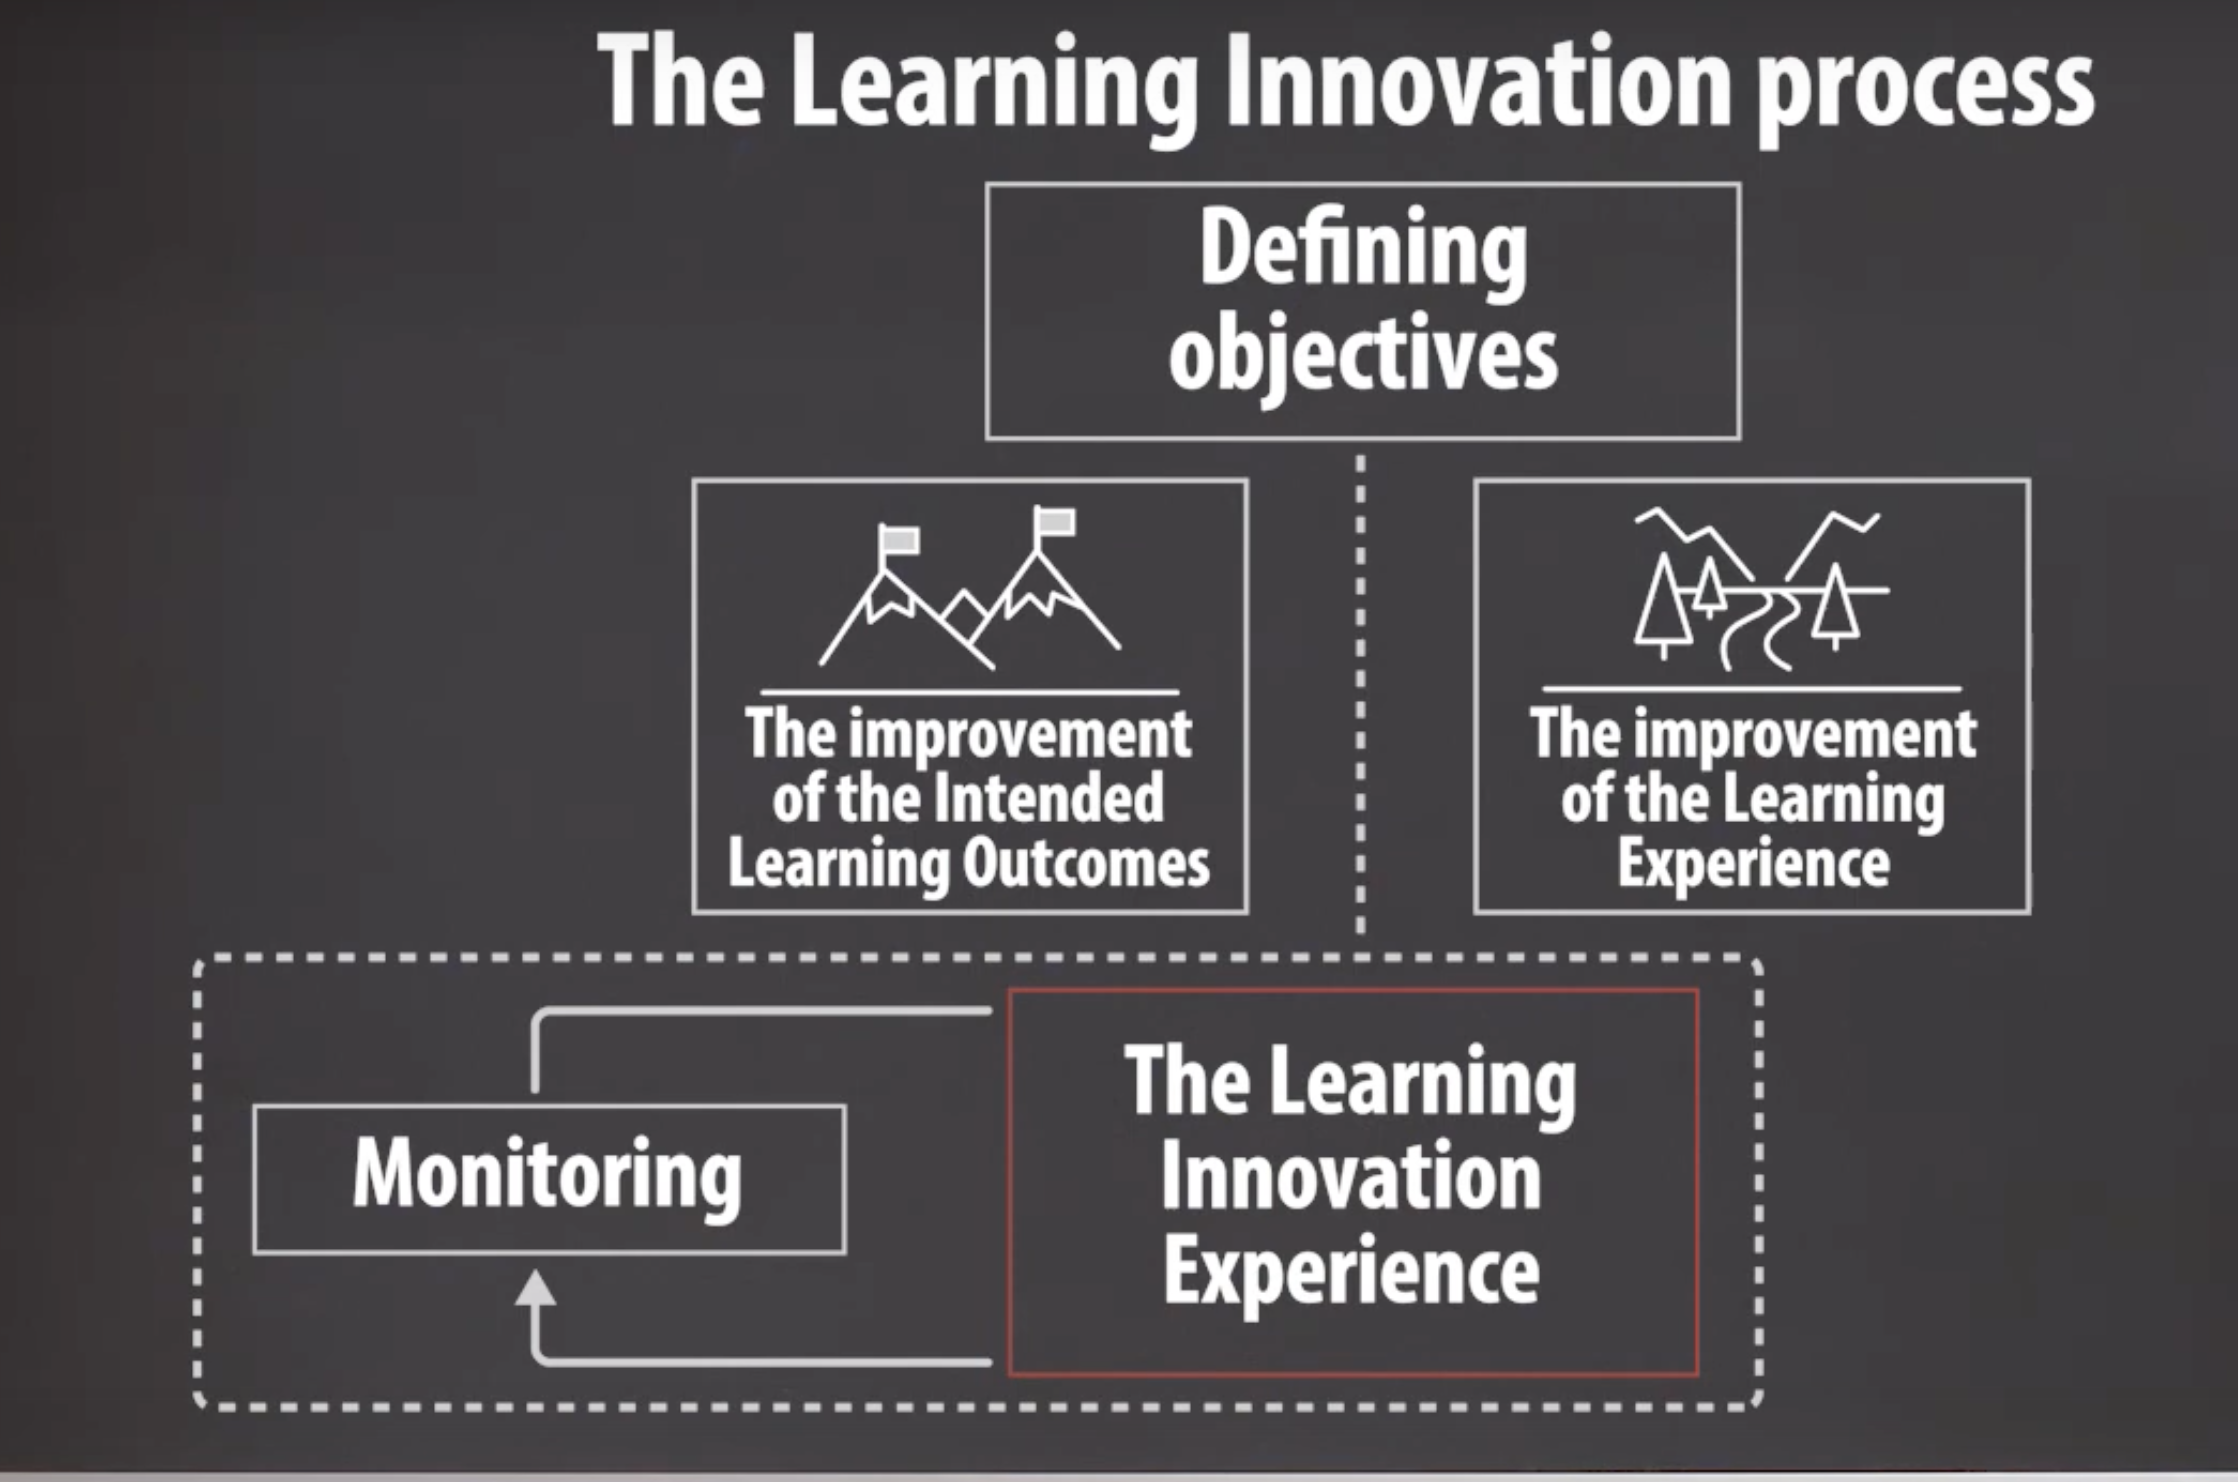 The Learning Innovation process
Defining
objectives
The improvement
of the Intended
Learning Outcomes
The improvement
of the Learning
Experience
Monitoring
The Learning
Innovation
Experience